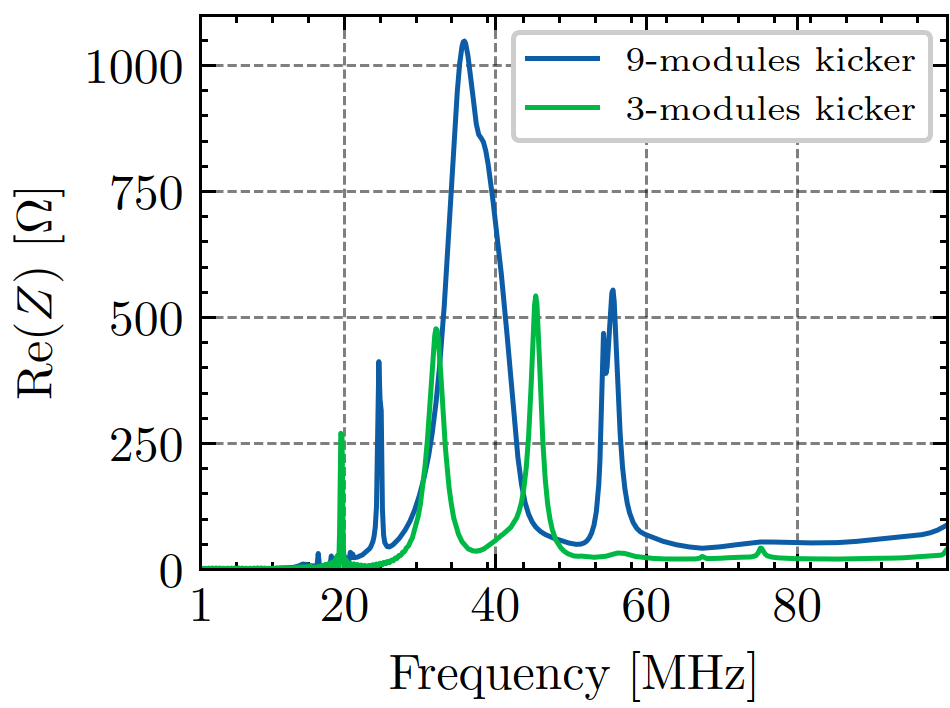 1000
750
500
250
0
1
20
40
60
80
Re(Z) [Ω]
Frequency [MHz]
9-modules kicker
3-modules kicker